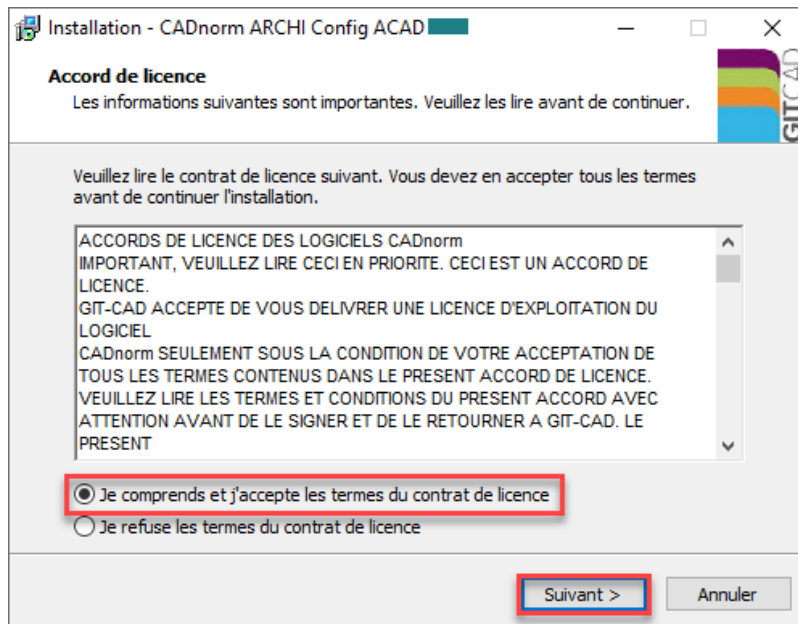 Installation - CADnorm ARCHI Config ACAD
Accord de licence
Les informations suivantes sont importantes. Veuillez les lire avant de continuer.
GITCAD
Veuillez lire le contrat de licence suivant. Vous devez en accepter tous les termes
avant de continuer l'installation.
ACCORDS DE LICENCE DES LOGICIELS CADnorm
IMPORTANT, VEUILLEZ LIRE CECI EN PRIORITE. CECI EST UN ACCORD DE
LICENCE.
GIT-CAD ACCEPTE DE VOUS DELIVRER UNE LICENCE D'EXPLOITATION DU
LOGICIEL
CADnorm SEULEMENT SOUS LA CONDITION DE VOTRE ACCEPTATION DE
TOUS LES TERMES CONTENUS DANS LE PRESENT ACCORD DE LICENCE.
VEUILLEZ LIRE LES TERMES ET CONDITIONS DU PRESENT ACCORD AVEC
ATTENTION AVANT DE LE SIGNER ET DE LE RETOURNER A GIT-CAD. LE
PRESENT
Je comprends et j'accepte les termes du contrat de licence
Je refuse les termes du contrat de licence
Suivant >
Annuler